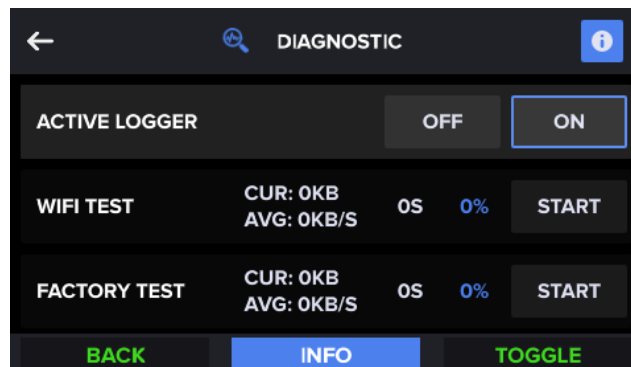 DIAGNOSTIC
ACTIVE LOGGER OFF ON
WIFI TEST CUR: 0KB AVG: 0KB/S 0S 0% START
FACTORY TEST CUR: 0KB AVG: 0KB/S 0S 0% START
BACK INFO TOGGLE